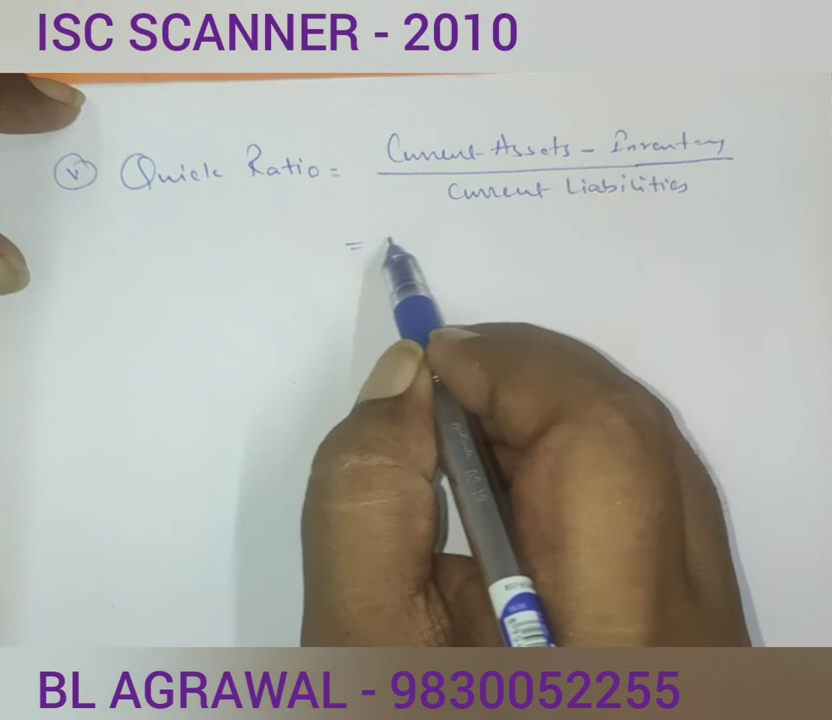 ISC SCANNER - 2010
(v) Quick Ratio = Current Assets - Inventory
Current Liabilities
=
BL AGRAWAL - 9830052255